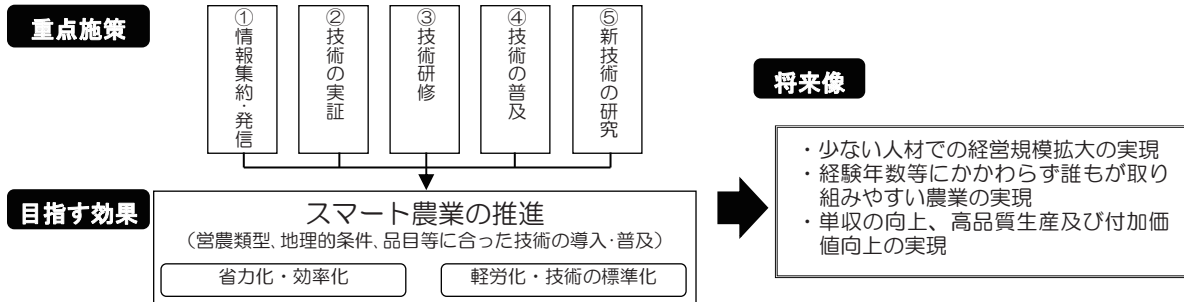 重点施策
①情報集約・発信
②技術の実証
③技術研修
④技術の普及
⑤新技術の研究
目指す効果
スマート農業の推進
（営農類型、地理的条件、品目等に合った技術の導入・普及）
省力化・効率化
軽労化・技術の標準化
将来像
・少ない人材での経営規模拡大の実現
・経験年数等にかかわらず誰もが取り
組みやすい農業の実現
・単収の向上、高品質生産及び付加価
値向上の実現